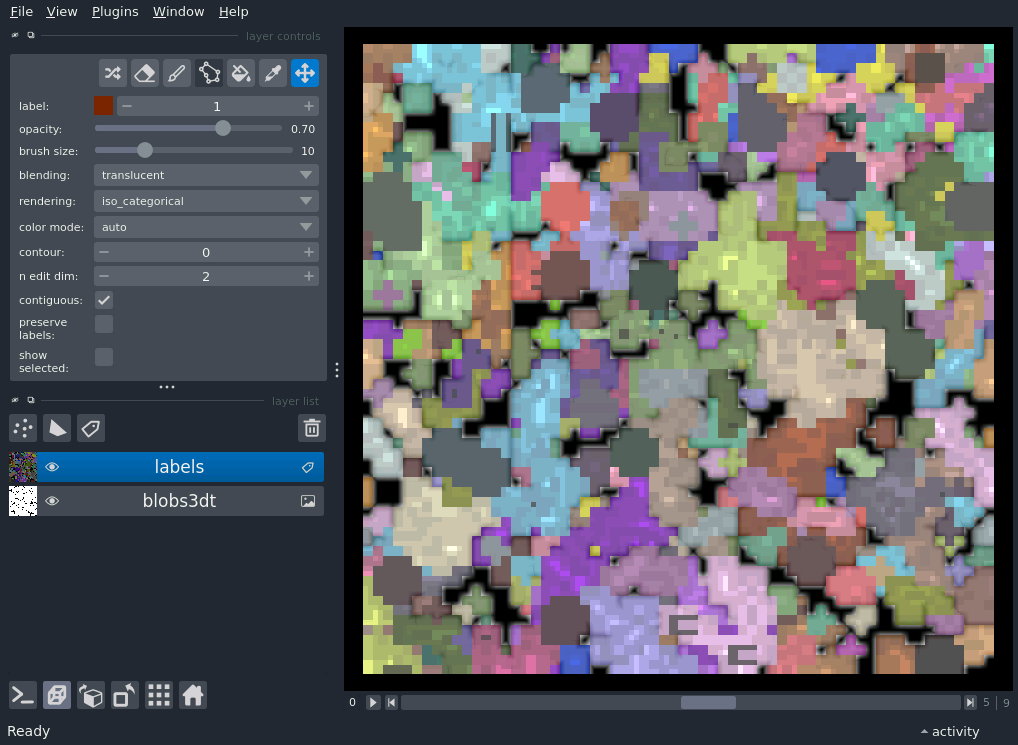 File View Plugins Window Help
layer controls
label: 1
opacity: 0.70
brush size: 10
blending: translucent
rendering: iso_categorical
color mode: auto
contour: 0
n edit dim: 2
contiguous:
preserve
labels:
show
selected:
layer list
labels
blobs3dt
0 5 9
Ready activity